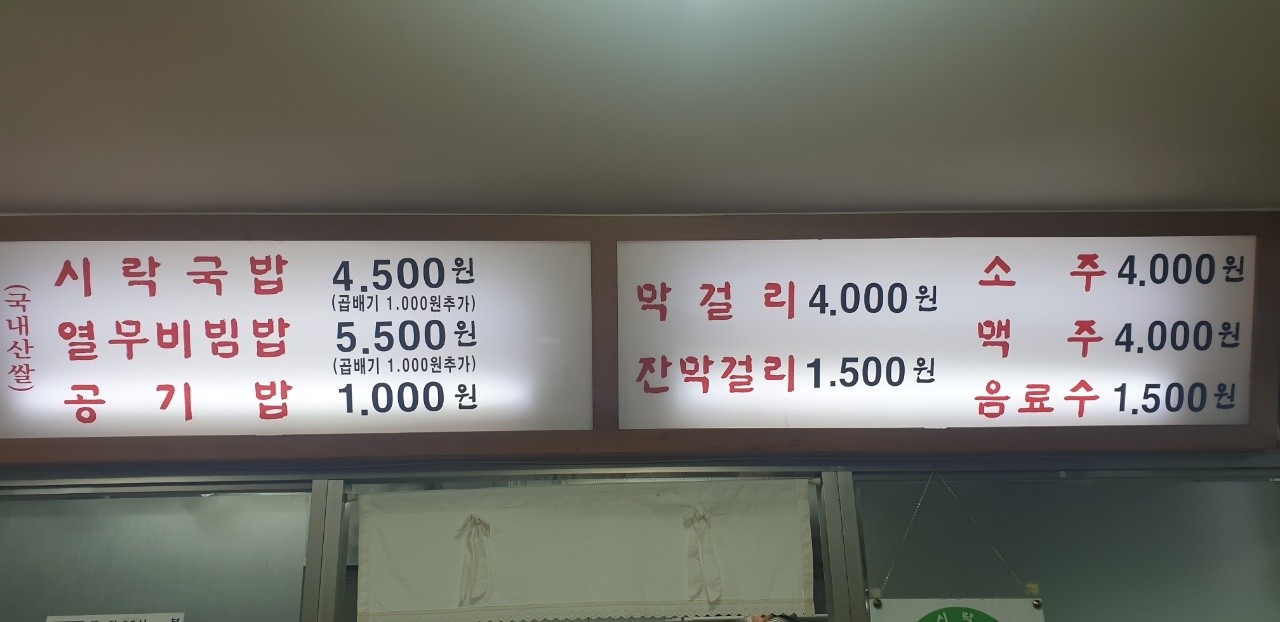 (국내산쌀)
시락국밥 4.500원
(곱배기 1.000원추가)
열무비빔밥 5.500원
(곱배기 1.000원추가)
공기밥 1.000원
막걸리 4.000원
잔막걸리 1.500원
소주 4.000원
맥주 4.000원
음료수 1.500원
시락